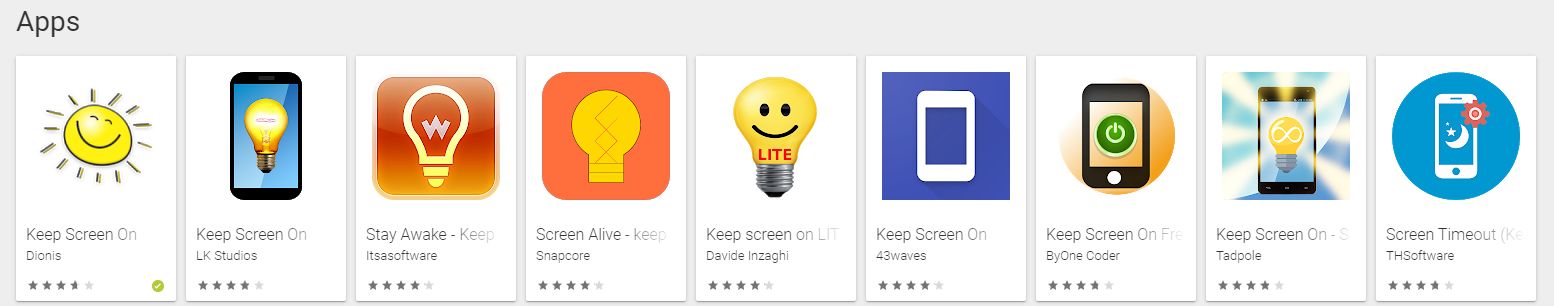 Apps
Keep Screen On
Dionis
Keep Screen On
LK Studios
Stay Awake - Keep
Itsasoftware
W
Screen Alive - keep
Snapcore
LITE
Keep screen on LIT
Davide Inzaghi
Keep Screen On
43waves
Keep Screen On Fre
ByOne Coder
Keep Screen On - S
Tadpole
Screen Timeout (Ke
THSoftware